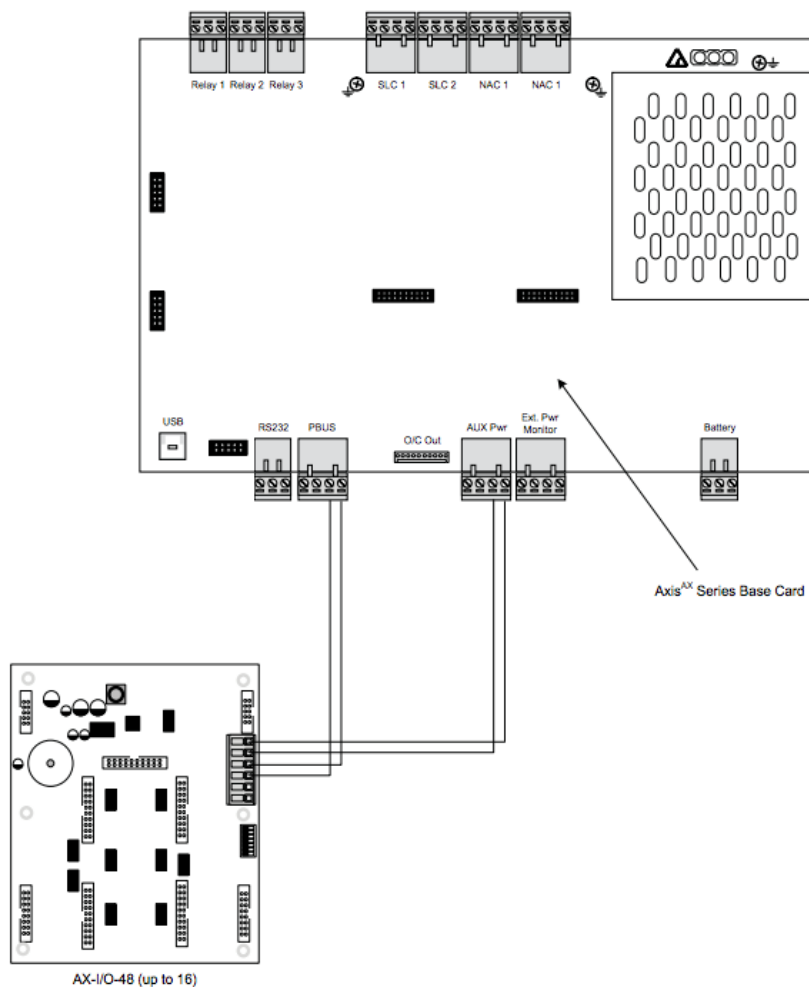 Relay 1 Relay 2 Relay 3 SLC 1 SLC 2 NAC 1 NAC 1
USB RS232 PBUS O/C Out AUX Pwr Ext. Pwr Monitor Battery
Axis^AX Series Base Card
AX-I/O-48 (up to 16)